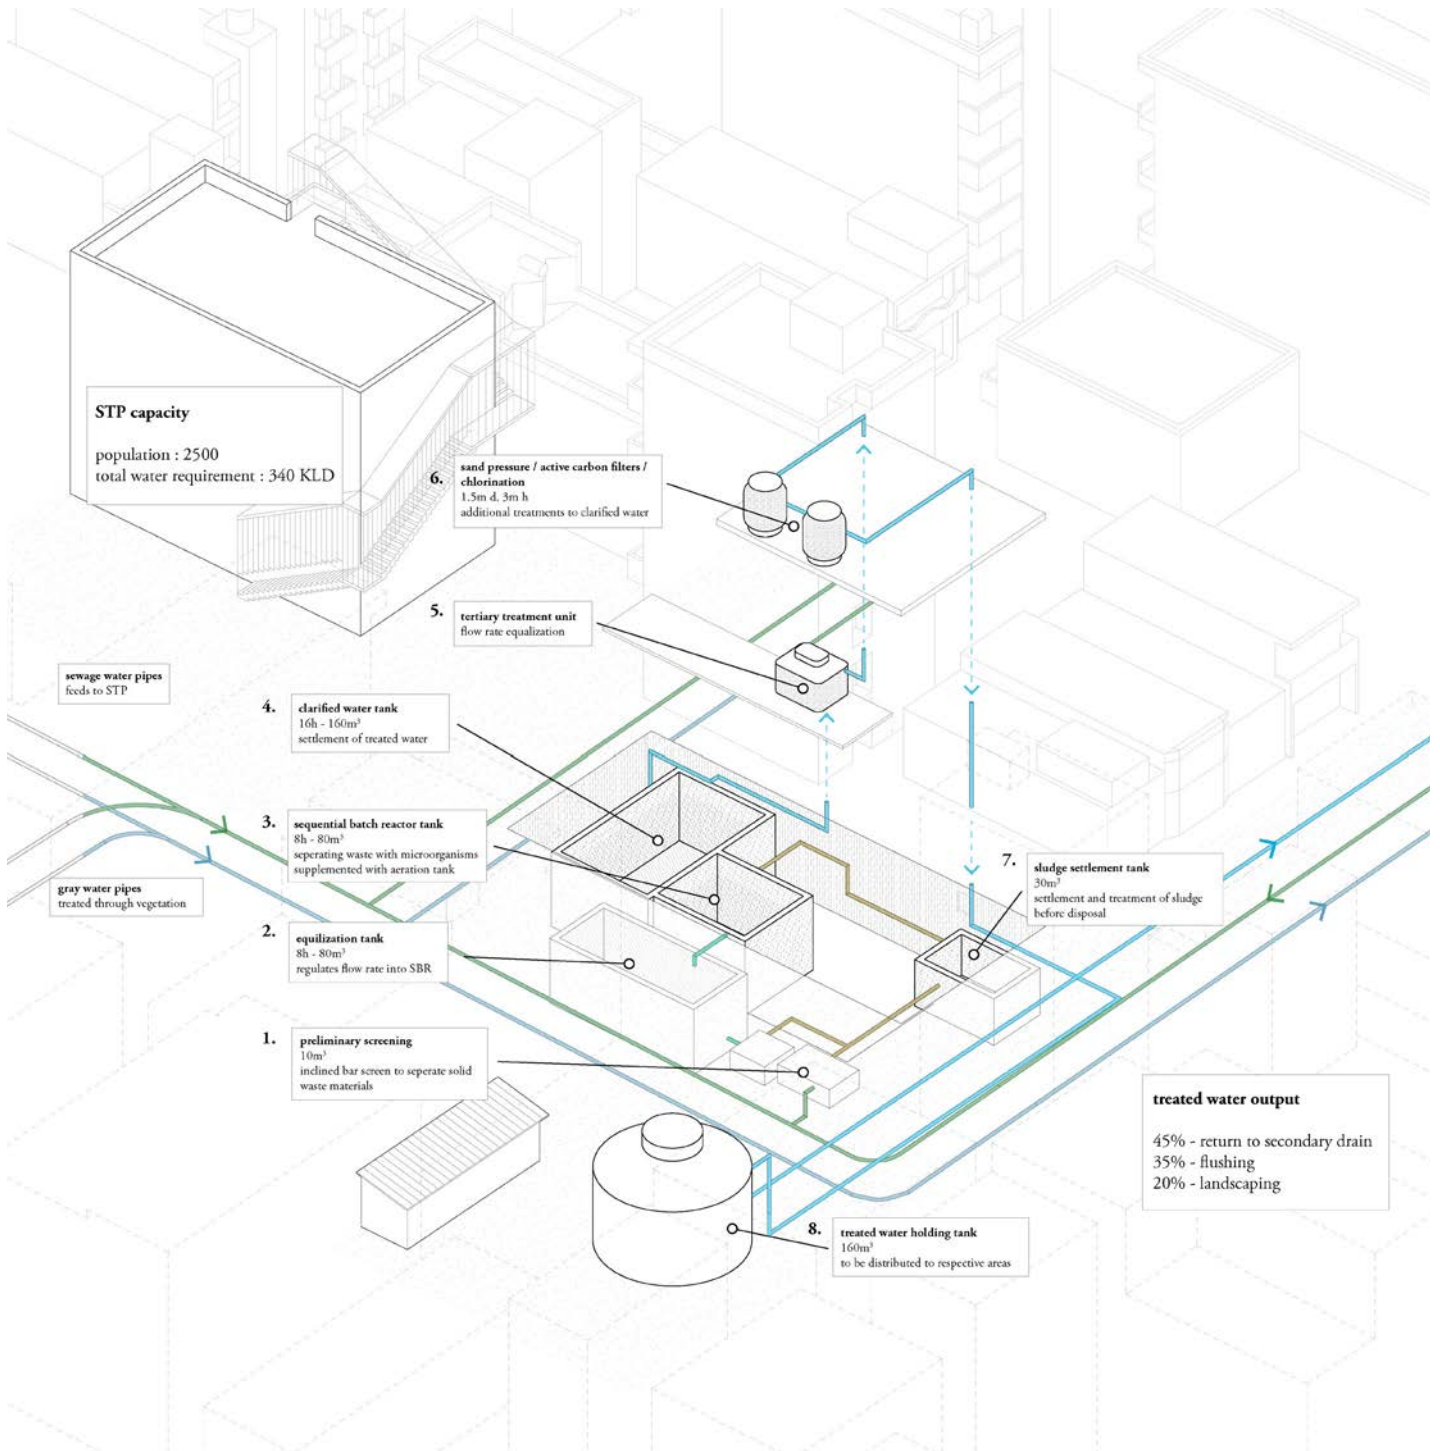 STP capacity
population : 2500
total water requirement : 340 KLD
6.
sand pressure / active carbon filters /
chlorination
1.5m d, 3m h
additional treatments to clarified water
5.
tertiary treatment unit
flow rate equalization
sewage water pipes
feeds to STP
4.
clarified water tank
16h - 160m³
settlement of treated water
3.
sequential batch reactor tank
8h - 80m³
seperating waste with microorganisms
supplemented with aeration tank
7.
sludge settlement tank
30m³
settlement and treatment of sludge
before disposal
gray water pipes
treated through vegetation
2.
equilization tank
8h - 80m³
regulates flow rate into SBR
1.
preliminary screening
10m³
inclined bar screen to seperate solid
waste materials
treated water output
45% - return to secondary drain
35% - flushing
20% - landscaping
8.
treated water holding tank
160m³
to be distributed to respective areas